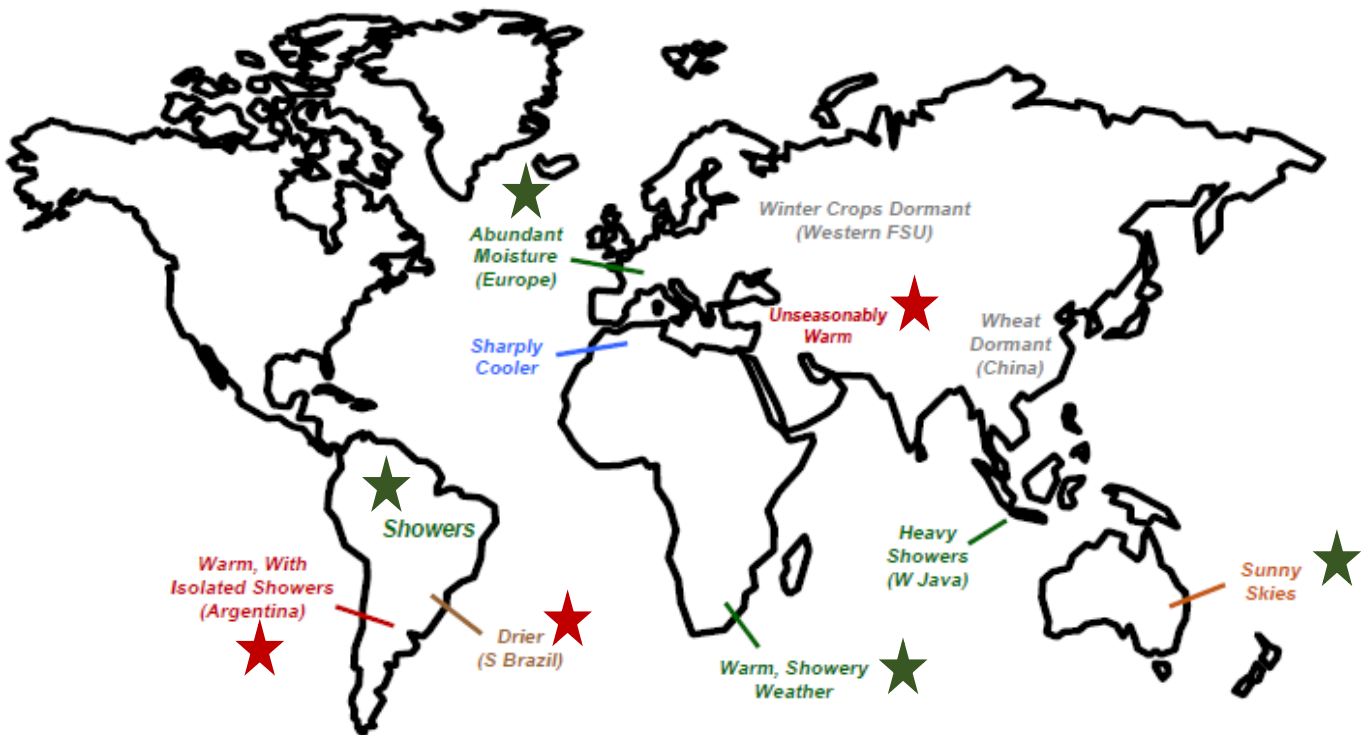 Winter Crops Dormant
(Western FSU)
Abundant
Moisture
(Europe)
Unseasonably
Warm
Wheat
Dormant
(China)
Sharply
Cooler
Showers
Heavy
Showers
(W Java)
Warm, With
Isolated Showers
(Argentina)
Sunny
Skies
Drier
(S Brazil)
Warm, Showery
Weather